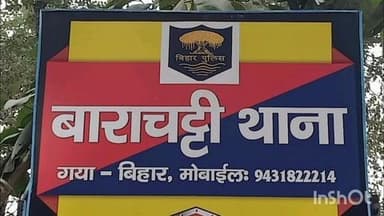 बिहार पुलिस
बाराचट्टी थाना
गया - बिहार, मोबाईलः 9431822214
InShOt